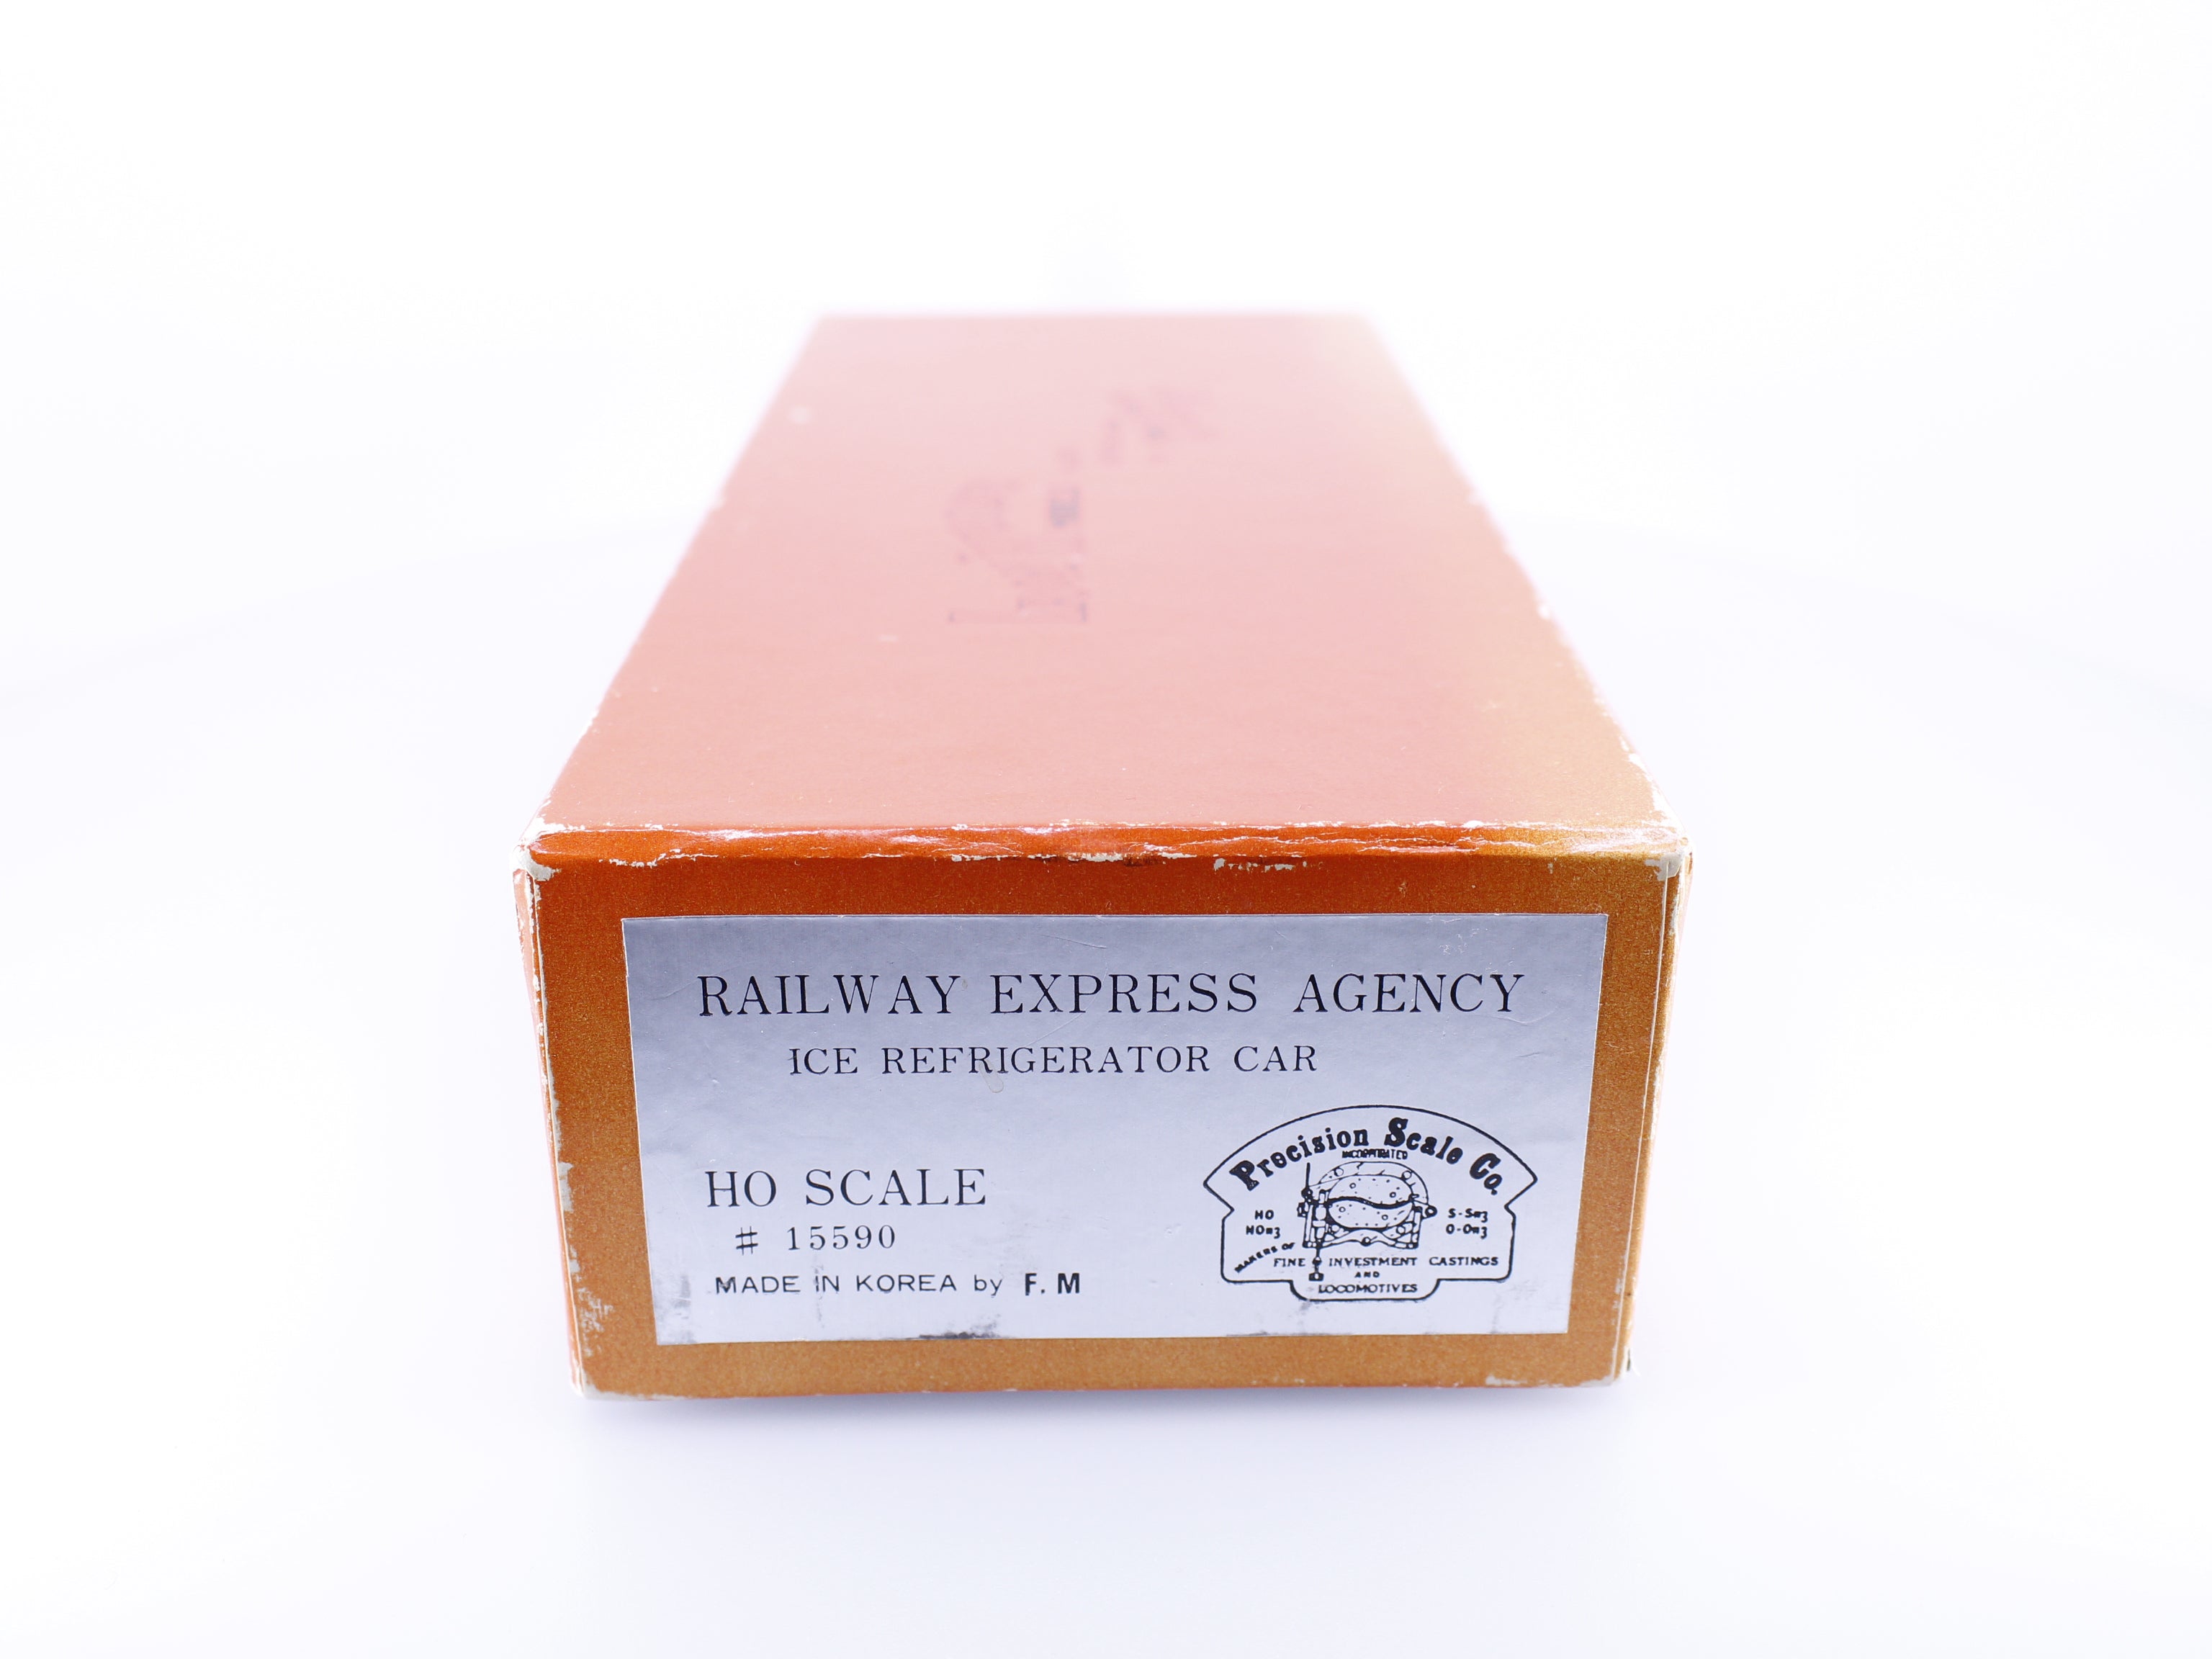 RAILWAY EXPRESS AGENCY
ICE REFRIGERATOR CAR
HO SCALE
# 15590
MADE IN KOREA by F. M
Precision Scale Co.
INCORPORATED
HO
HOn3
S-Sn3
O-On3
MAKERS OF
FINE INVESTMENT CASTINGS
AND
LOCOMOTIVES